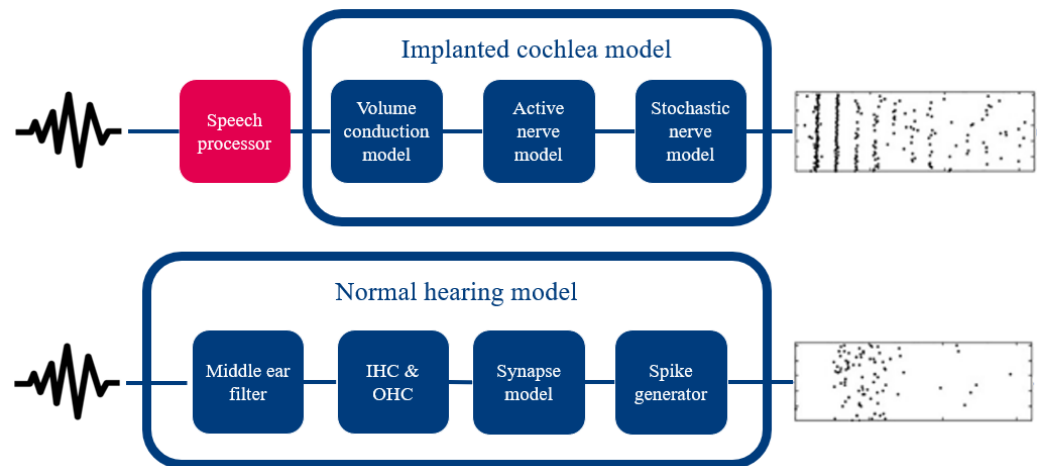 Implanted cochlea model
Speech
processor
Volume
conduction
model
Active
nerve
model
Stochastic
nerve
model
Normal hearing model
Middle ear
filter
IHC &
OHC
Synapse
model
Spike
generator